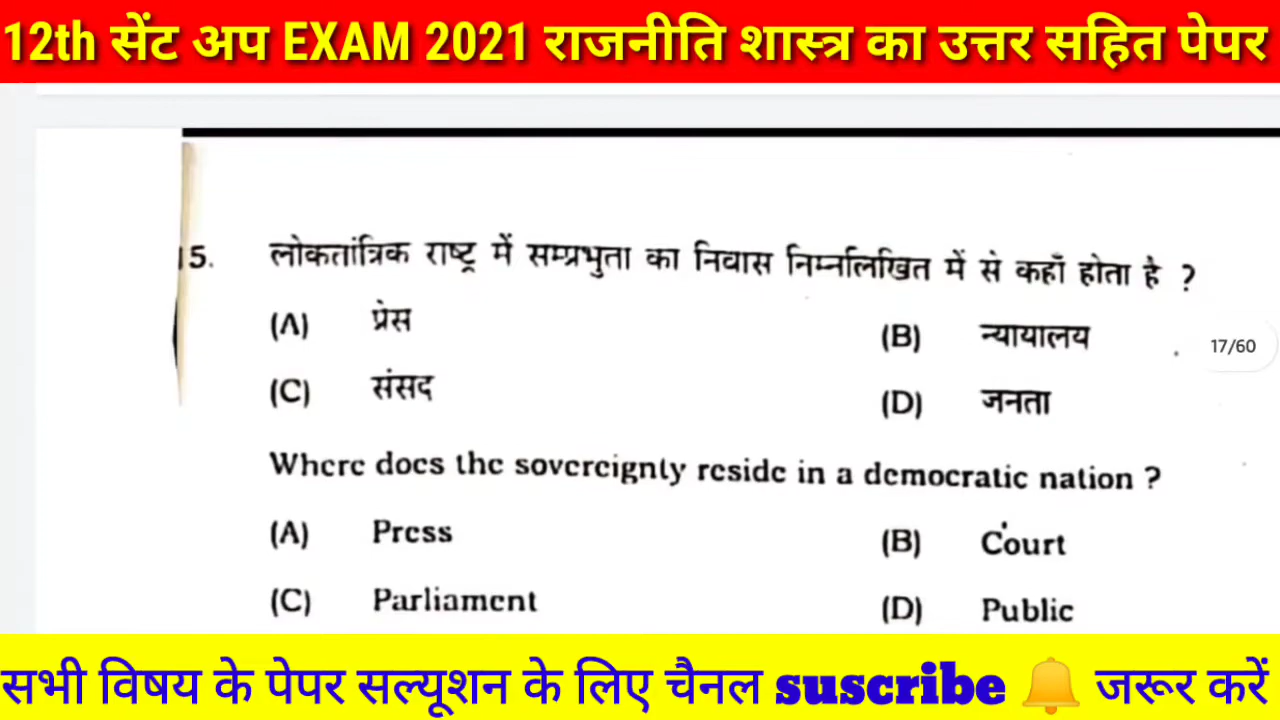 12th सेंट अप EXAM 2021 राजनीति शास्त्र का उत्तर सहित पेपर
15. लोकतांत्रिक राष्ट्र में सम्प्रभुता का निवास निम्नलिखित में से कहाँ होता है ?
(A) प्रेस (B) न्यायालय
17/60
(C) संसद (D) जनता
Where does the sovereignty reside in a democratic nation ?
(A) Press (B) Court
(C) Parliament (D) Public
सभी विषय के पेपर सल्यूशन के लिए चैनल suscribe 🔔 जरूर करें